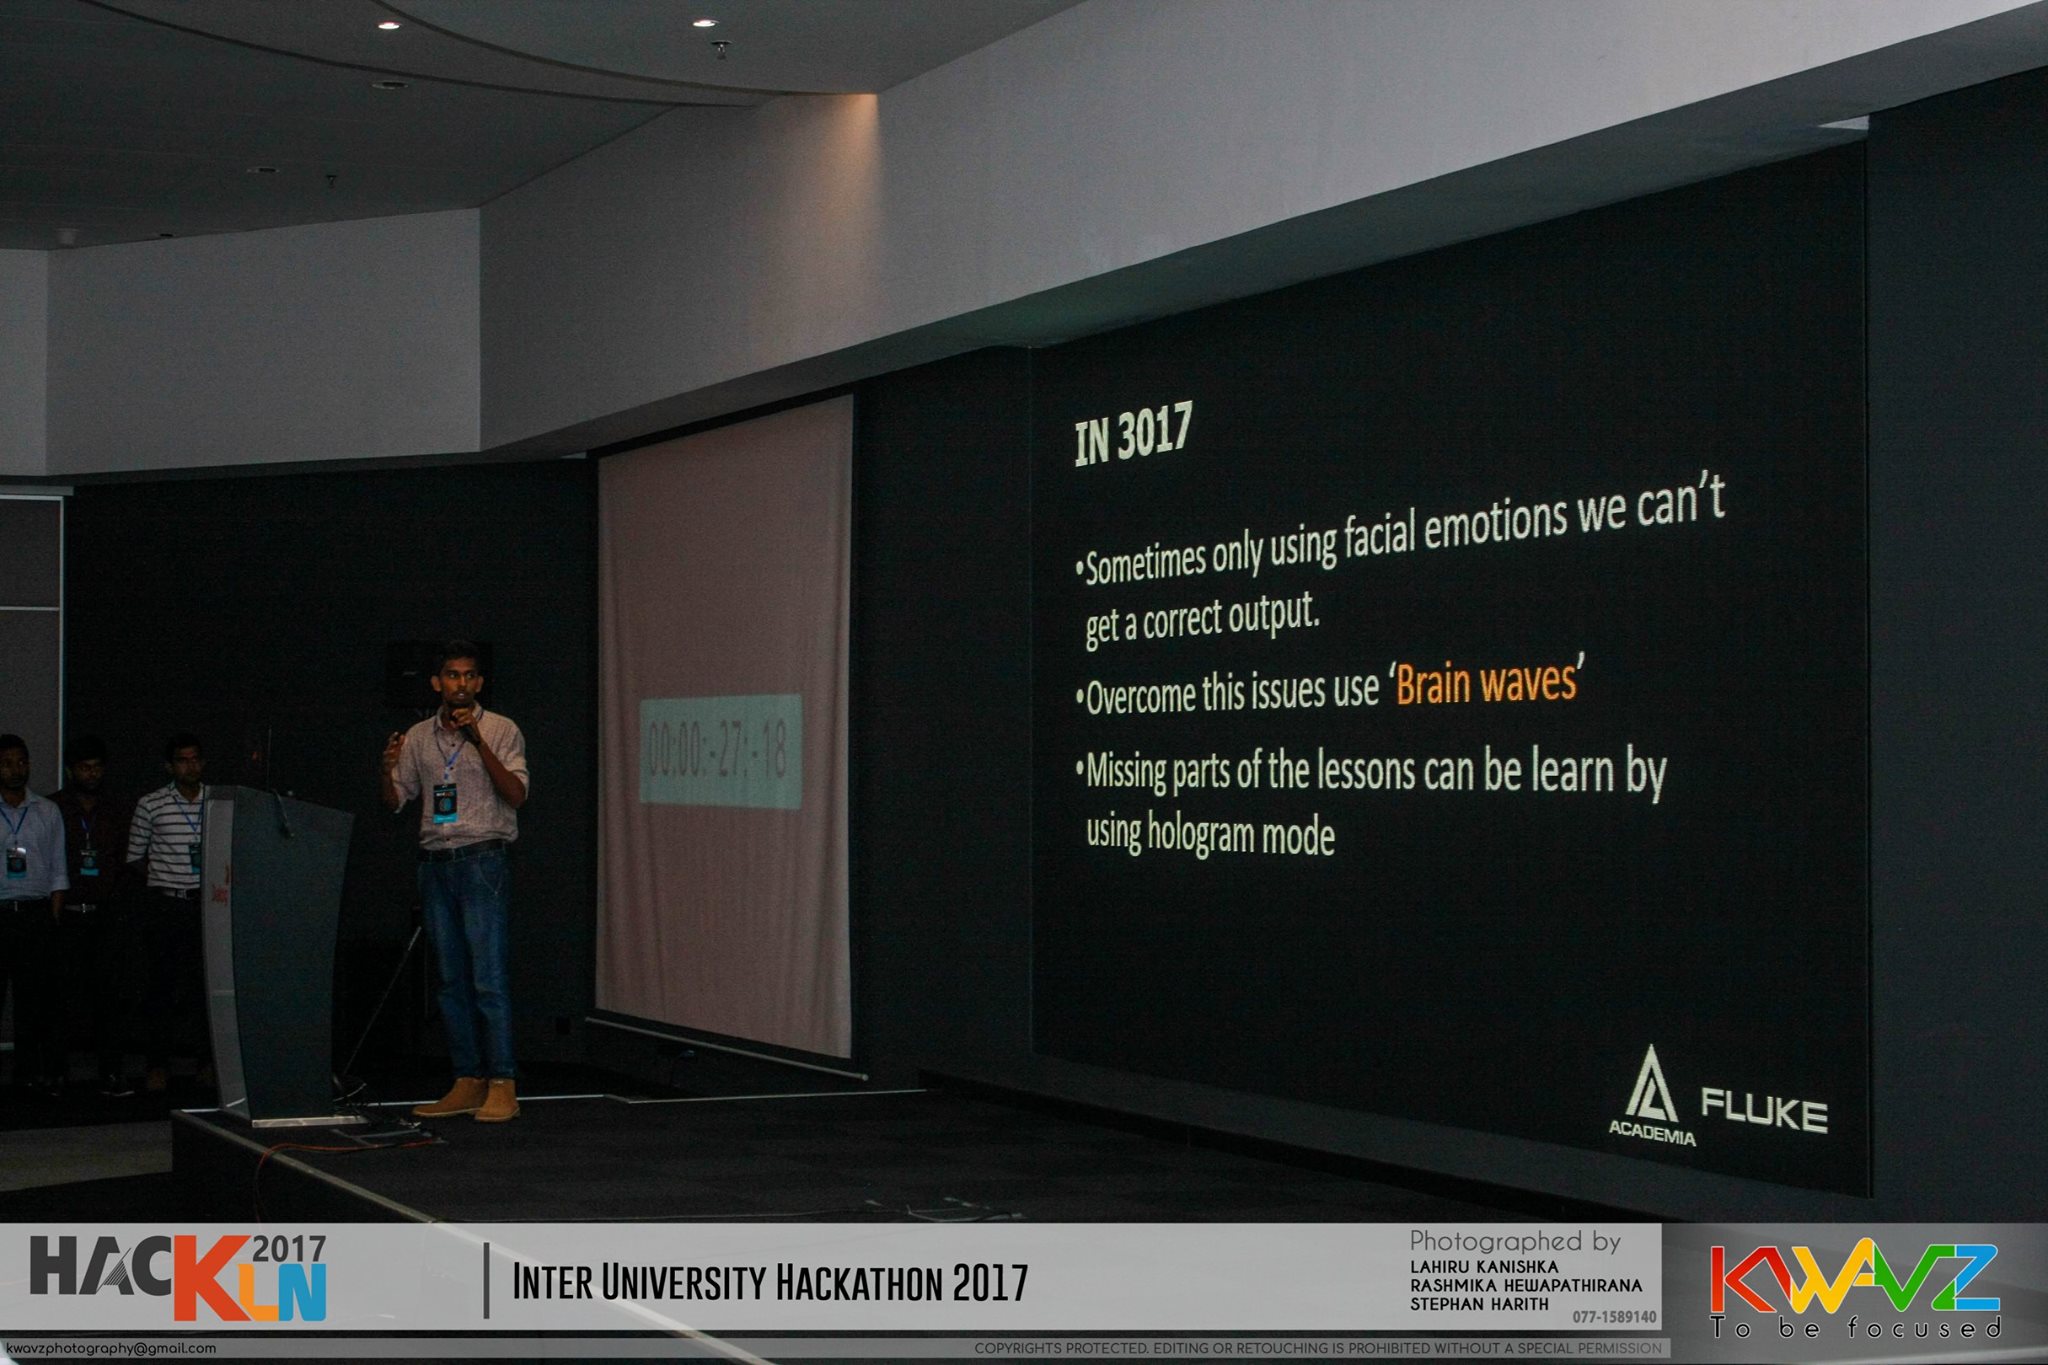 IN 3017
•Sometimes only using facial emotions we can't
get a correct output.
•Overcome this issues use 'Brain waves'
•Missing parts of the lessons can be learn by
using hologram mode
00:00:-27:-18
ACADEMIA
FLUKE
HACKKLN 2017
INTER UNIVERSITY HACKATHON 2017
Photographed by
LAHIRU KANISHKA
RASHMIKA HEWAPATHIRANA
STEPHAN HARITH
077-1589140
KWAVZ
To be focused
kwavzphotography@gmail.com
COPYRIGHTS PROTECTED. EDITING OR RETOUCHING IS PROHIBITED WITHOUT A SPECIAL PERMISSION